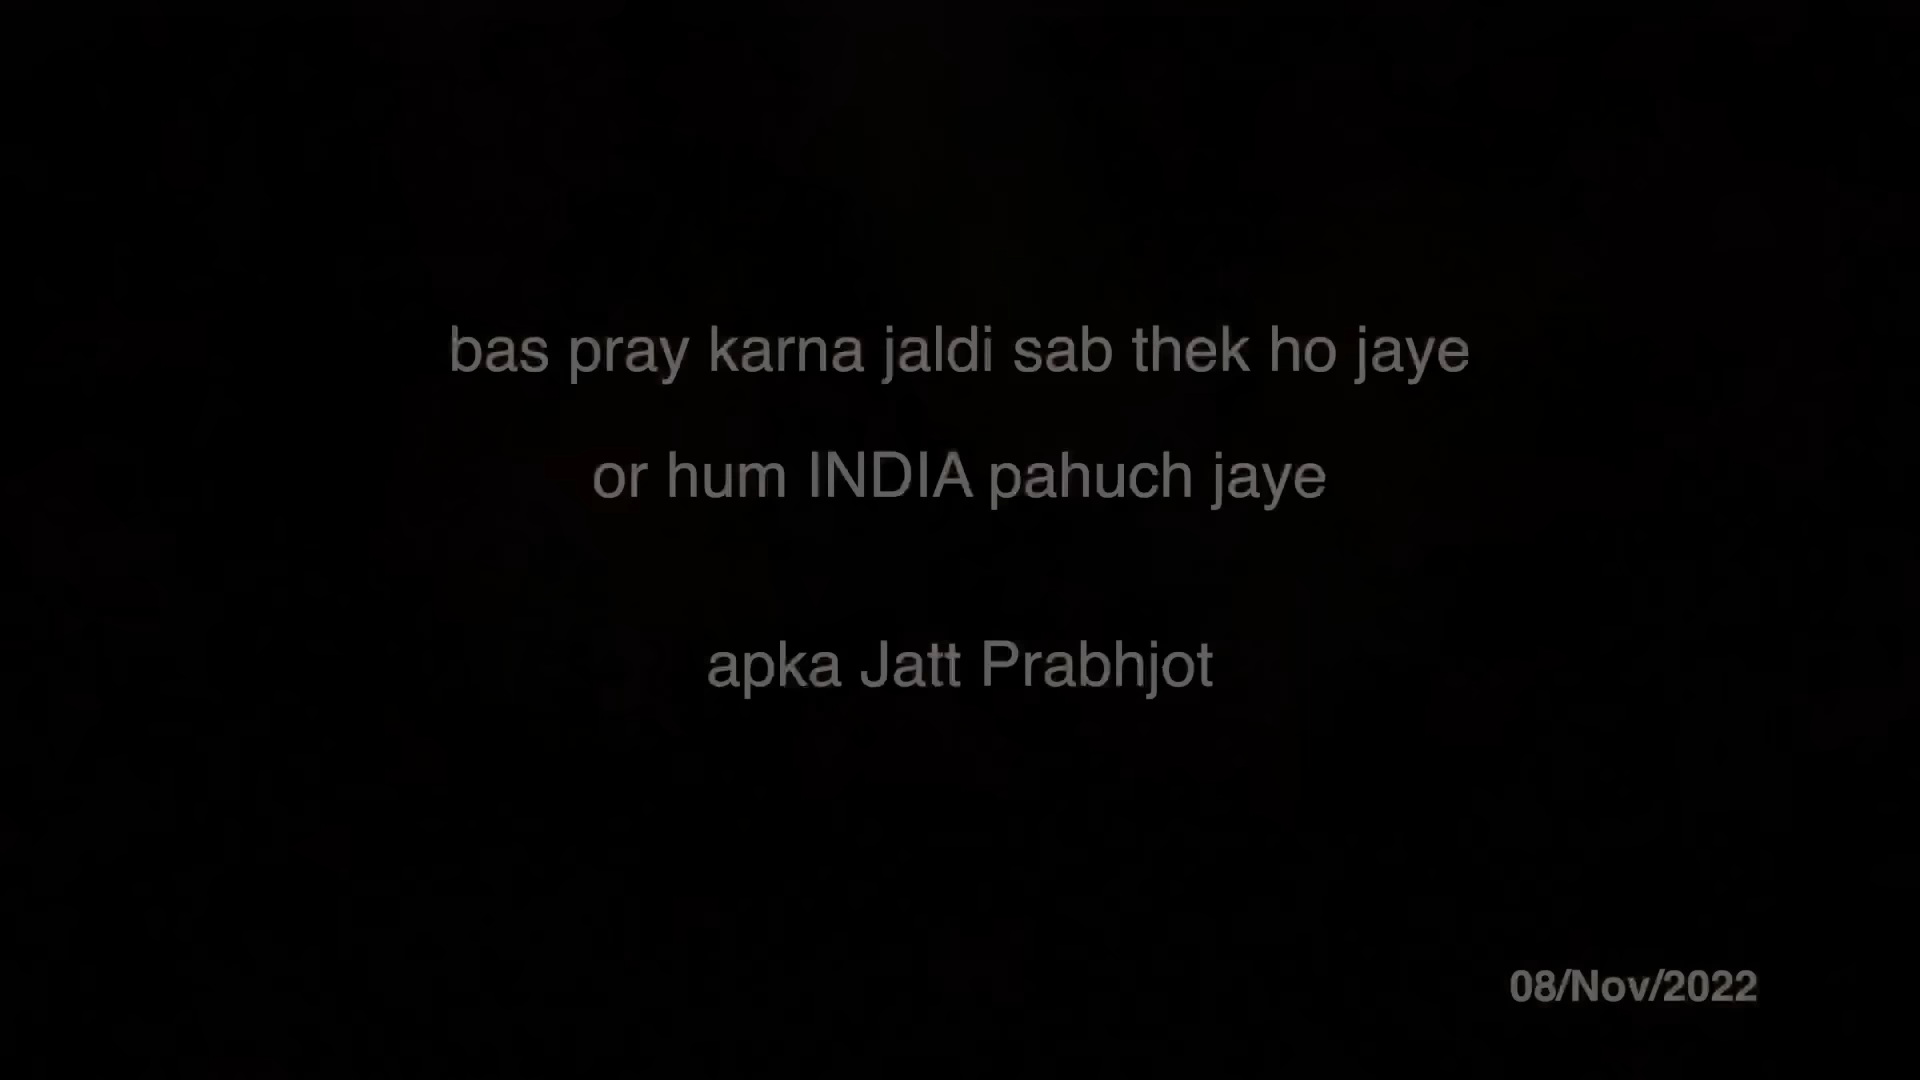 bas pray karna jaldi sab thek ho jaye
or hum INDIA pahuch jaye
apka Jatt Prabhjot
08/Nov/2022